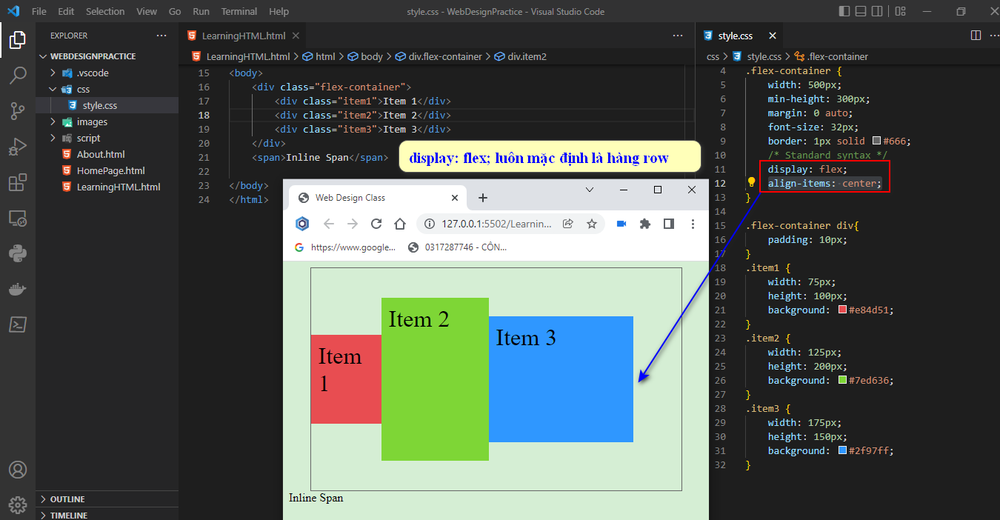 File Edit Selection View Go Run Terminal Help style.css - WebDesignPractice - Visual Studio Code
EXPLORER
WEBDESIGNPRACTICE
.vscode
css
style.css
images
script
About.html
HomePage.html
LearningHTML.html
OUTLINE
TIMELINE
LearningHTML.html
LearningHTML.html > html > body > div.flex-container > div.item2
15 <body>
16 <div class="flex-container">
17 <div class="item1">Item 1</div>
18 <div class="item2">Item 2</div>
19 <div class="item3">Item 3</div>
20 </div>
21 <span>Inline Span</span>
22
23 </body>
24 </html>
display: flex; luôn mặc định là hàng row
Web Design Class
127.0.0.1:5502/Learnin...
https://www.google...
0317287746 - CÔN...
Item 1
Item 2
Item 3
Inline Span
style.css
css > style.css > .flex-container
4 .flex-container {
5 width: 500px;
6 min-height: 300px;
7 margin: 0 auto;
8 font-size: 32px;
9 border: 1px solid #666;
10 /* Standard syntax */
11 display: flex;
12 align-items: center;
13 }
14
15 .flex-container div{
16 padding: 10px;
17 }
18 .item1 {
19 width: 75px;
20 height: 100px;
21 background: #e84d51;
22 }
23 .item2 {
24 width: 125px;
25 height: 200px;
26 background: #7ed636;
27 }
28 .item3 {
29 width: 175px;
30 height: 150px;
31 background: #2f97ff;
32 }